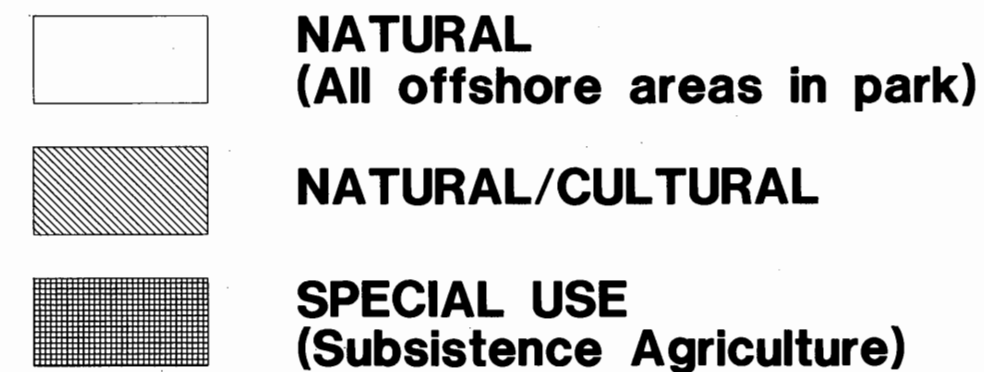 NATURAL
(All offshore areas in park)
NATURAL/CULTURAL
SPECIAL USE
(Subsistence Agriculture)